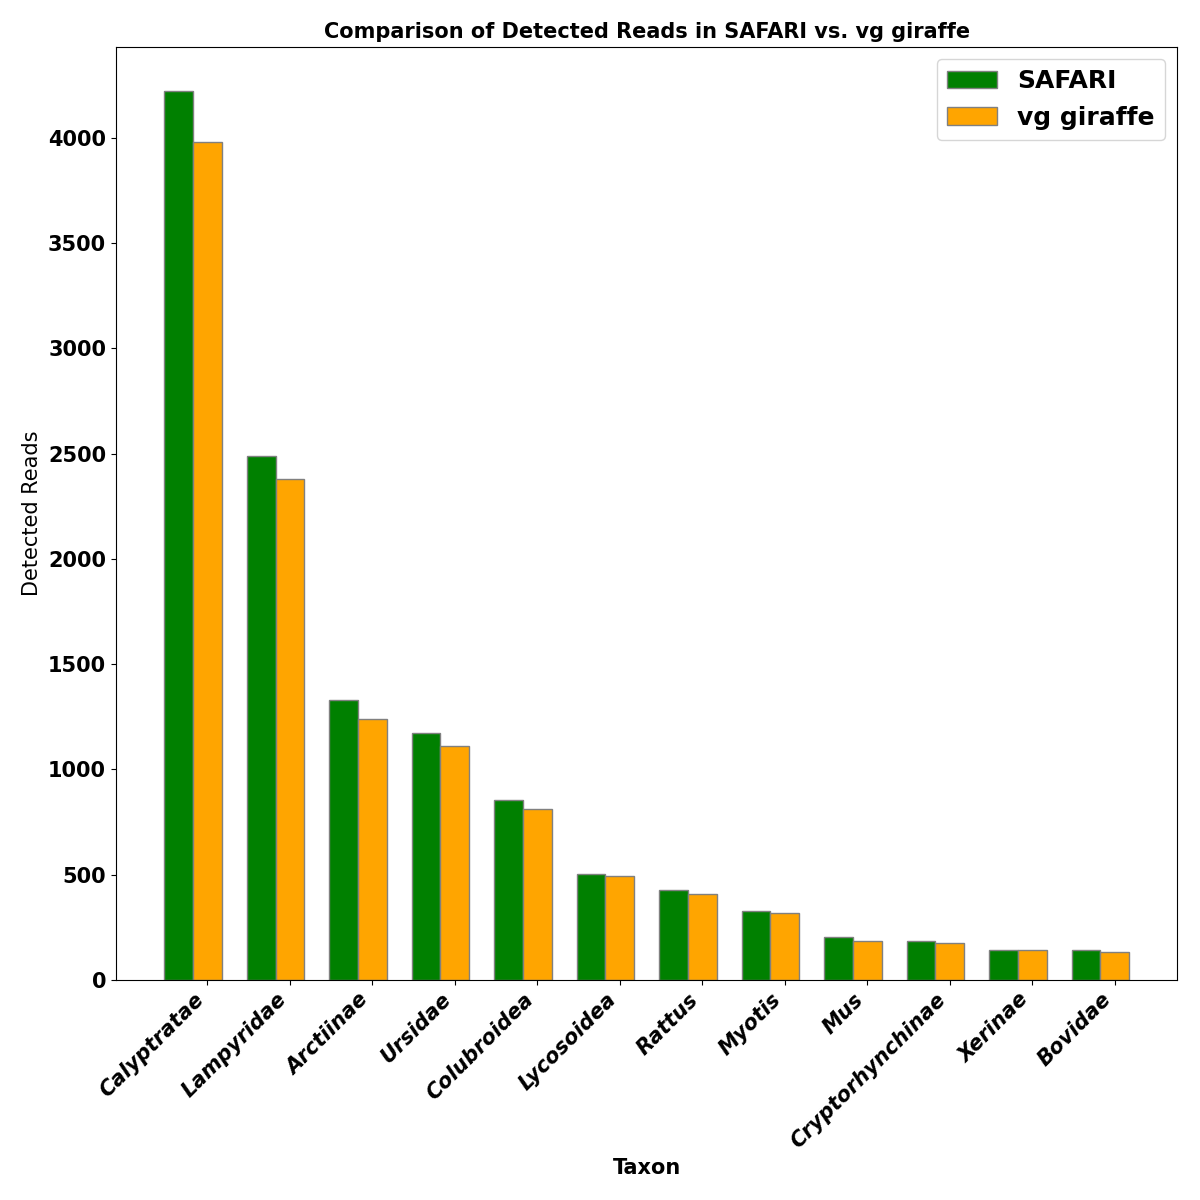 Comparison of Detected Reads in SAFARI vs. vg giraffe
SAFARI
vg giraffe
4000
3500
3000
2500
2000
1500
1000
500
0
Detected Reads
Calyptratae
Lampyridae
Arctiinae
Ursidae
Colubroidea
Lycosoidea
Rattus
Myotis
Mus
Cryptorhynchinae
Xerinae
Bovidae
Taxon